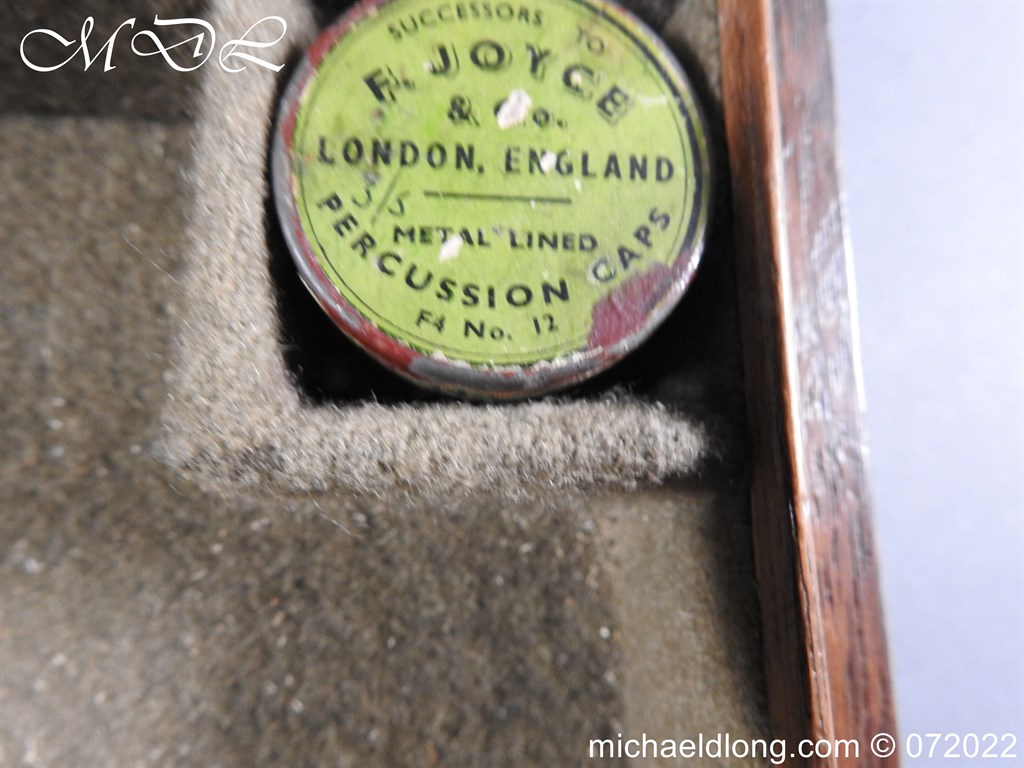 MDL
SUCCESSORS TO
F. JOYCE
& Co.
LONDON, ENGLAND
METAL LINED
PERCUSSION CAPS
F4 No. 12
michaeldlong.com © 072022